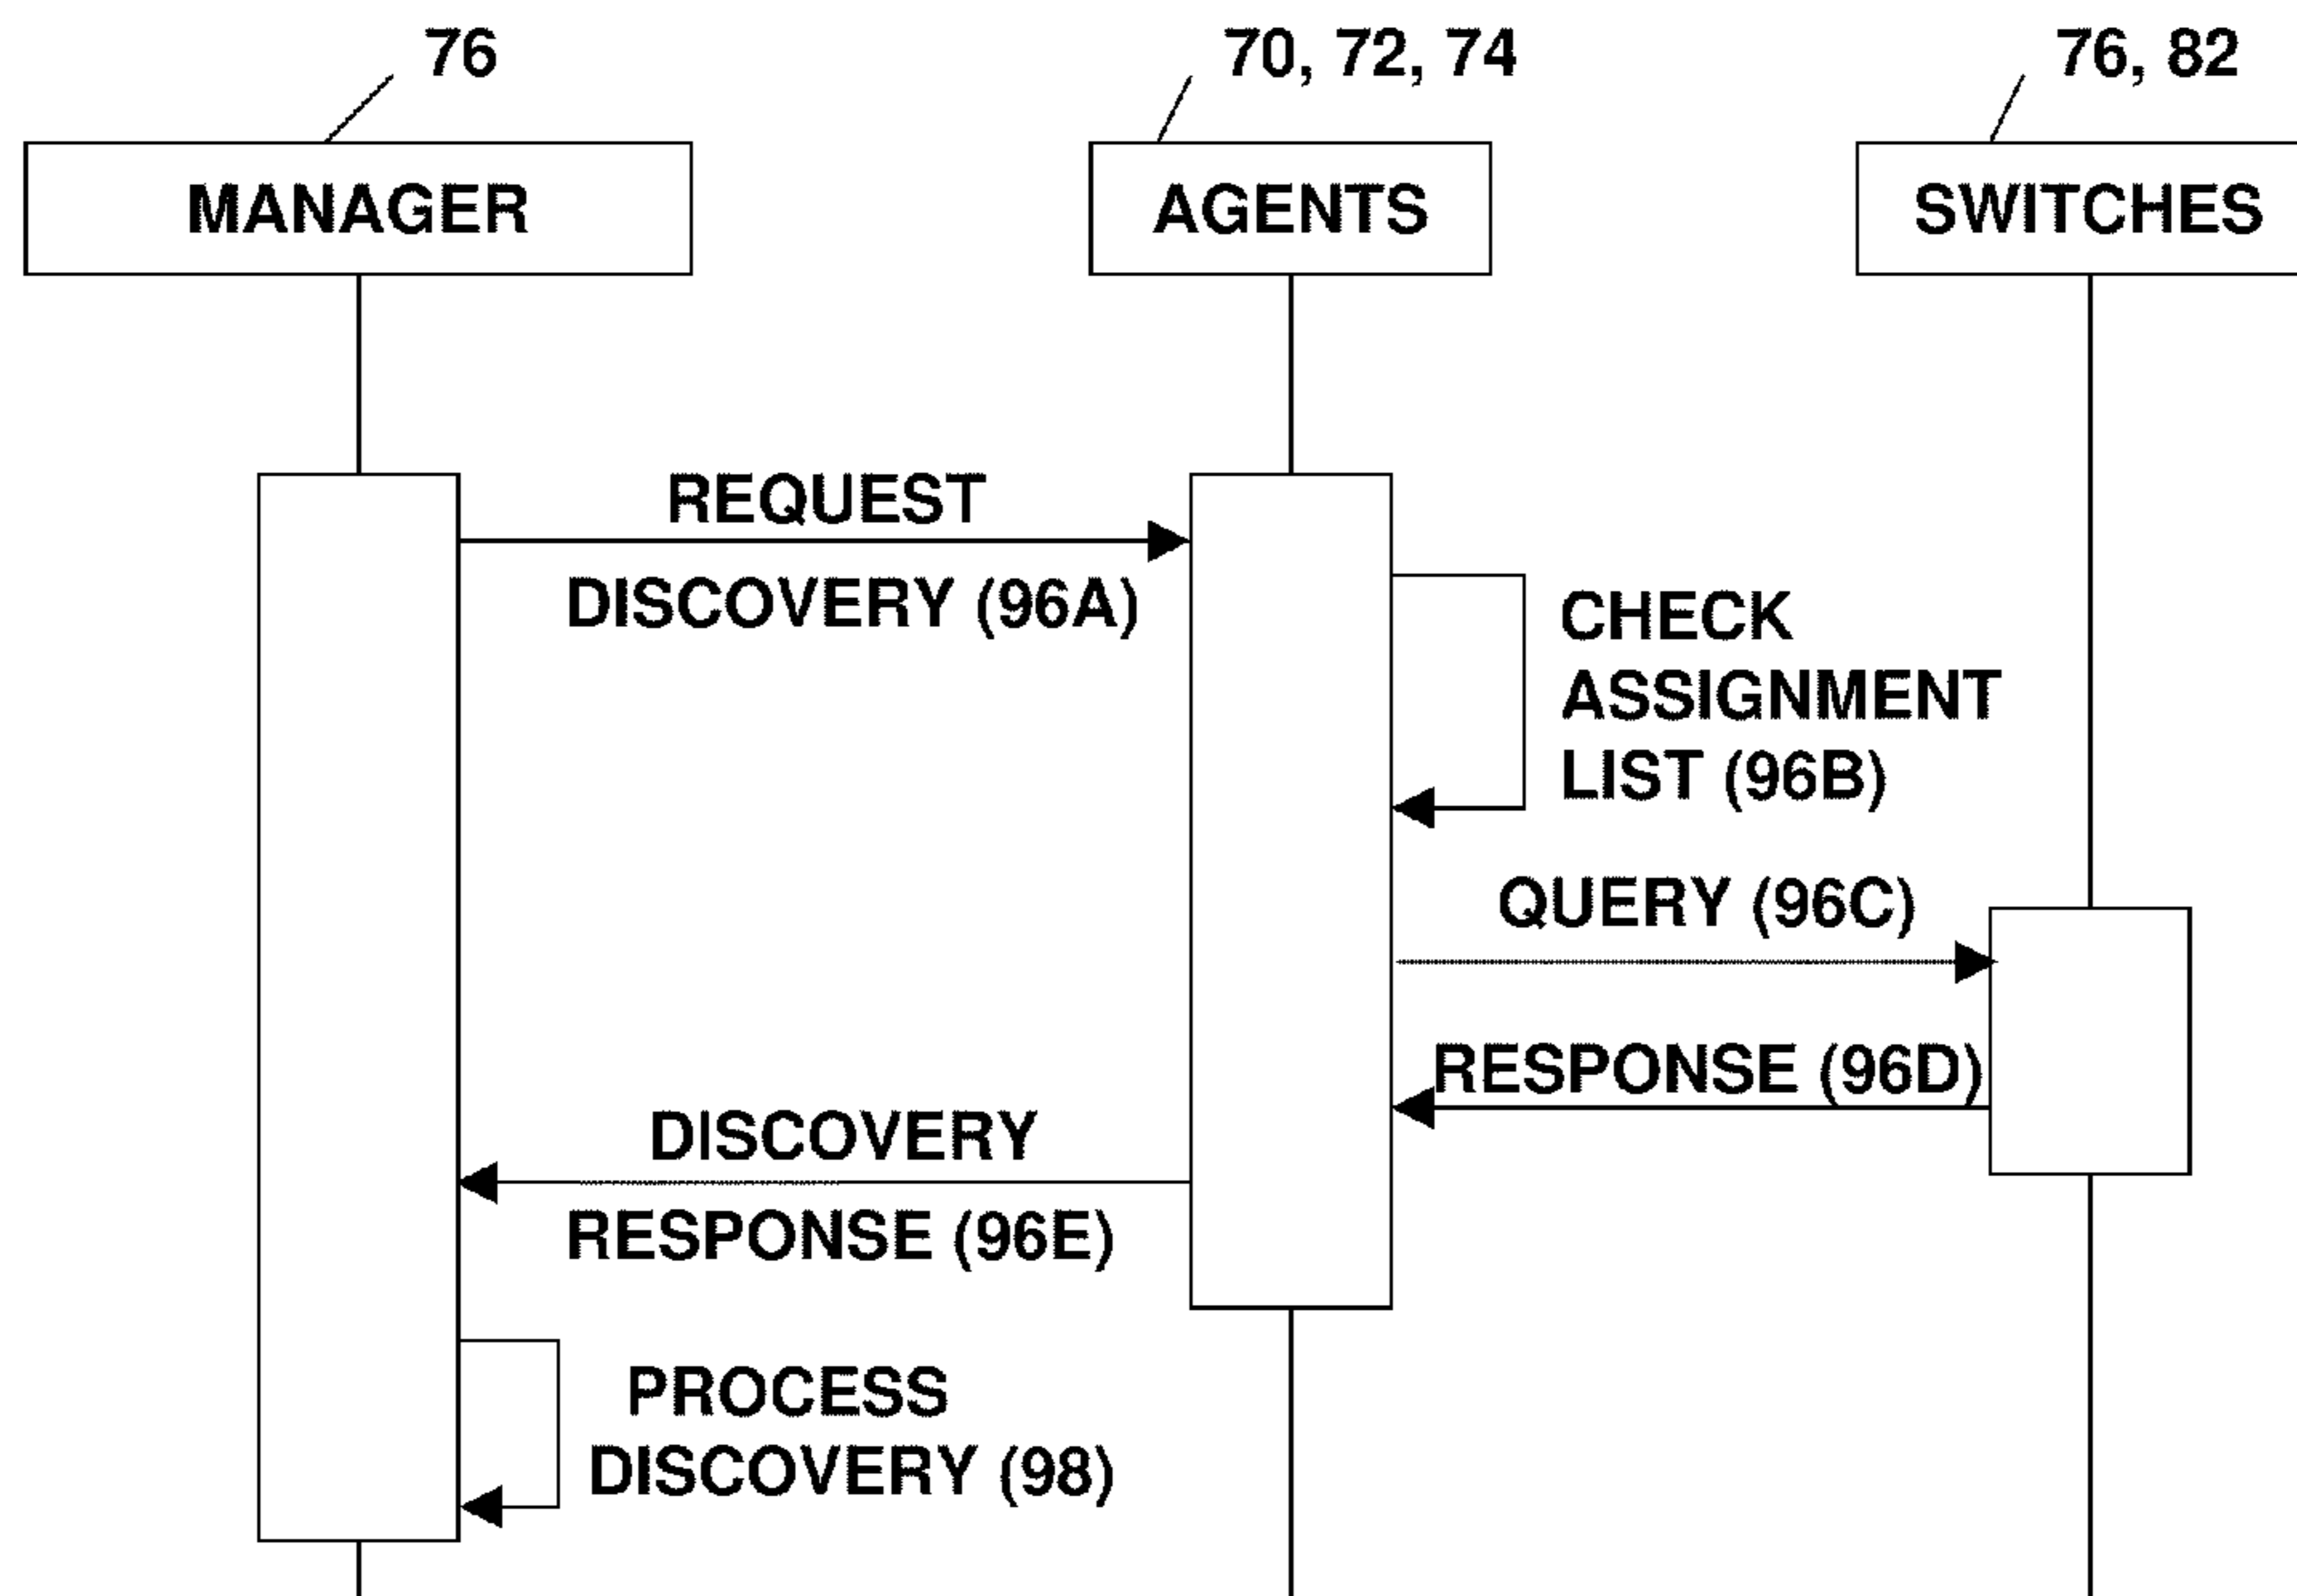 76
70, 72, 74
76, 82
MANAGER
AGENTS
SWITCHES
REQUEST
DISCOVERY (96A)
CHECK
ASSIGNMENT
LIST (96B)
QUERY (96C)
RESPONSE (96D)
DISCOVERY
RESPONSE (96E)
PROCESS
DISCOVERY (98)